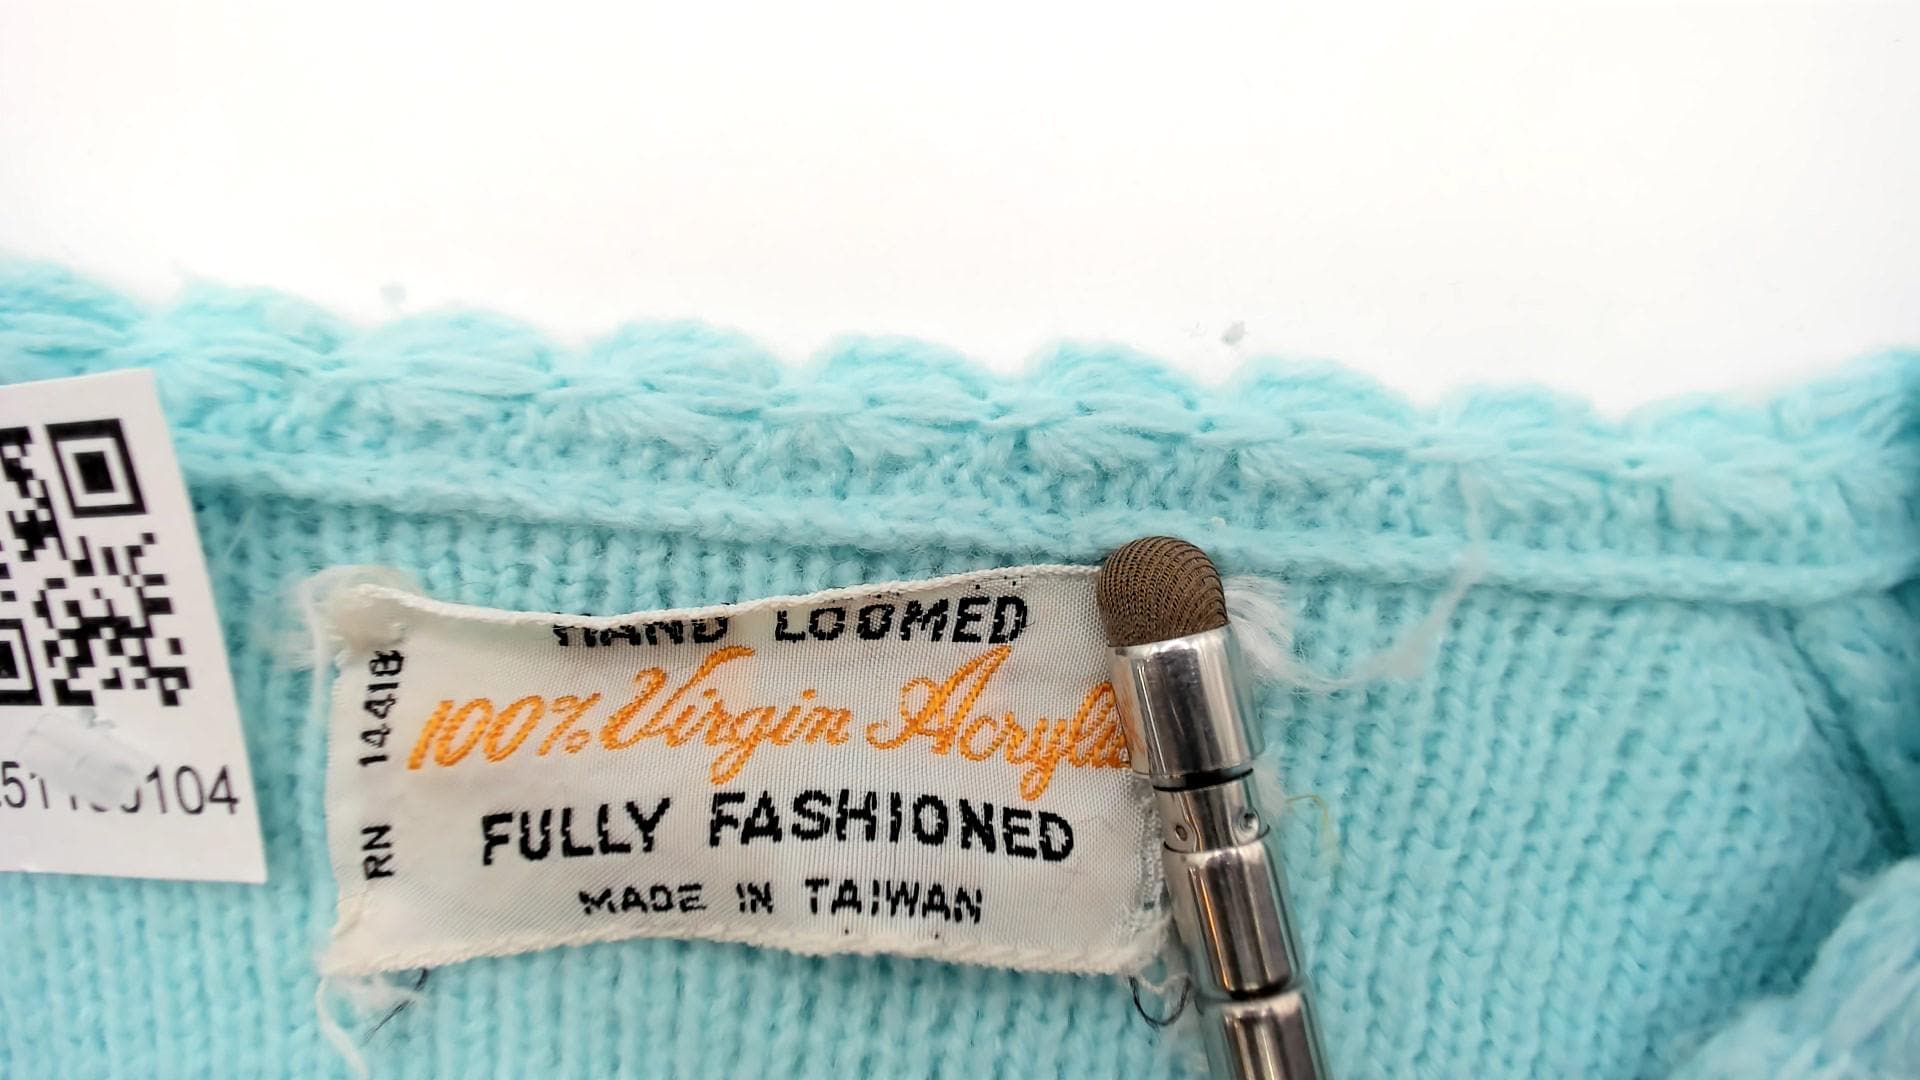 HAND LOOMED
100% Virgin Acrylic
FULLY FASHIONED
MADE IN TAIWAN
RN 14418